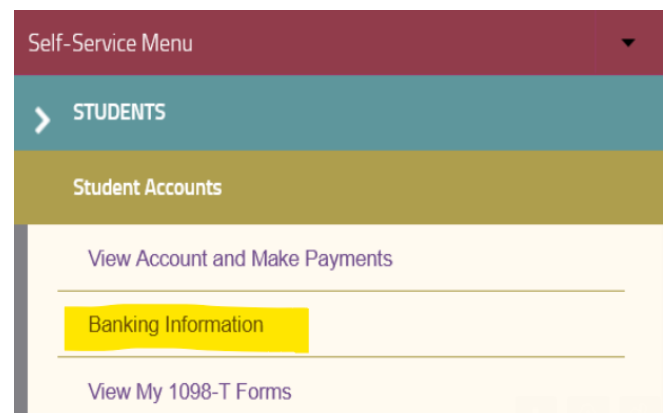 Self-Service Menu
STUDENTS
Student Accounts
View Account and Make Payments
Banking Information
View My 1098-T Forms